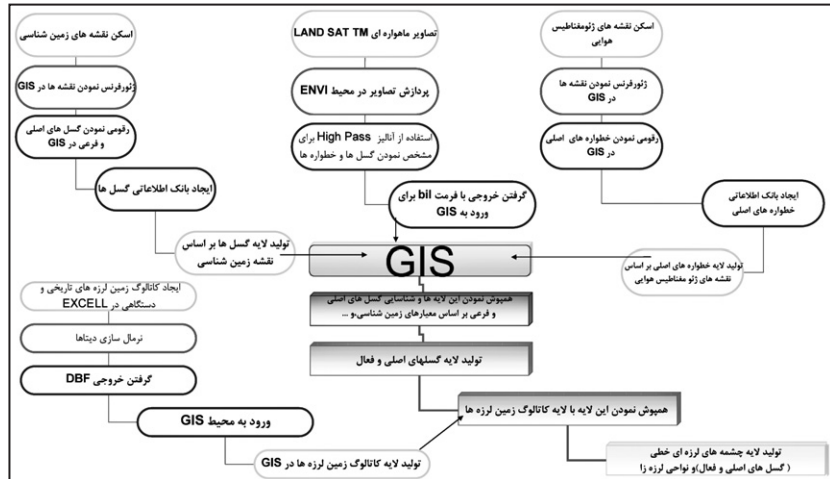 اسکن نقشه های زمین شناسی
ژئورفرنس نمودن نقشه ها در GIS
رقومی نمودن گسل های اصلی
و فرعی در GIS
ایجاد بانک اطلاعاتی گسل ها
تولید لایه گسل ها بر اساس
نقشه زمین شناسی
تصاویر ماهواره ای LAND SAT TM
پردازش تصاویر در محیط ENVI
استفاده از آنالیز High Pass برای
مشخص نمودن گسل ها و خطواره ها
گرفتن خروجی با فرمت bil برای
ورود به GIS
اسکن نقشه های ژئومغناطیس
هوایی
ژئورفرنس نمودن نقشه ها
در GIS
رقومی نمودن خطواره های اصلی
در GIS
ایجاد بانک اطلاعاتی
خطواره های اصلی
تولید لایه خطواره های اصلی بر اساس
نقشه های ژئو مغناطیس هوایی
GIS
همپوش نمودن این لایه ها و شناسایی گسل های اصلی
و فرعی بر اساس معیارهای زمین شناسی.و ...
تولید لایه گسلهای اصلی و فعال
ایجاد کاتالوگ زمین لرزه های تاریخی و
دستگاهی در EXCELL
نرمال سازی دیتاها
گرفتن خروجی DBF
ورود به محیط GIS
تولید لایه کاتالوگ زمین لرزه ها در GIS
همپوش نمودن این لایه با لایه کاتالوگ زمین لرزه ها
تولید لایه چشمه های لرزه ای خطی
( گسل های اصلی و فعال)و نواحی لرزه زا